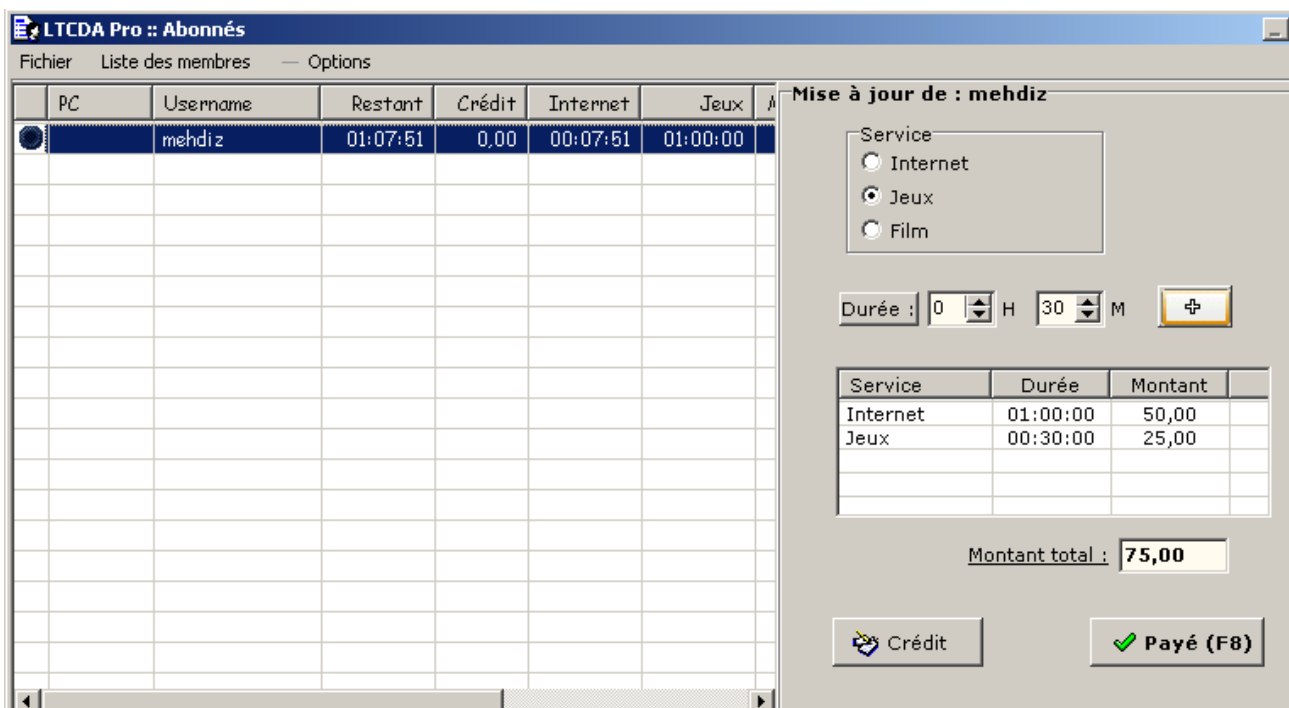 LTCDA Pro :: Abonnés
Fichier Liste des membres — Options
PC Username Restant Crédit Internet Jeux
mehdiz 01:07:51 0,00 00:07:51 01:00:00
Mise à jour de : mehdiz
Service
Internet
Jeux
Film
Durée : 0 H 30 M
Service Durée Montant
Internet 01:00:00 50,00
Jeux 00:30:00 25,00
Montant total : 75,00
Crédit Payé (F8)